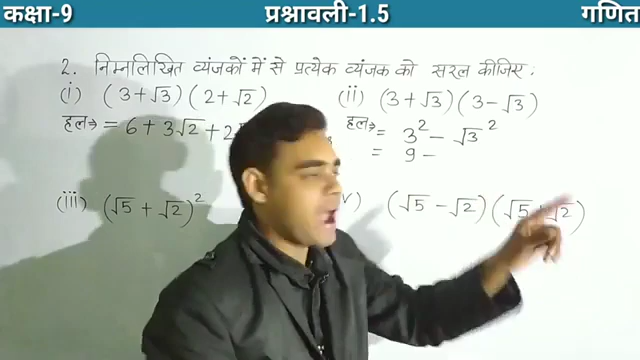 कक्षा-9 प्रश्नावली-1.5 गणित
2. निम्नलिखित व्यंजकों में से प्रत्येक व्यंजक को सरल कीजिए :
(i) (3+√3)(2+√2) (ii) (3+√3)(3-√3)
हल→ = 6+3√2+2 हल→ = 3² - √3²
= 9 -
(iii) (√5 + √2)² (√5 - √2)(√5 + √2)